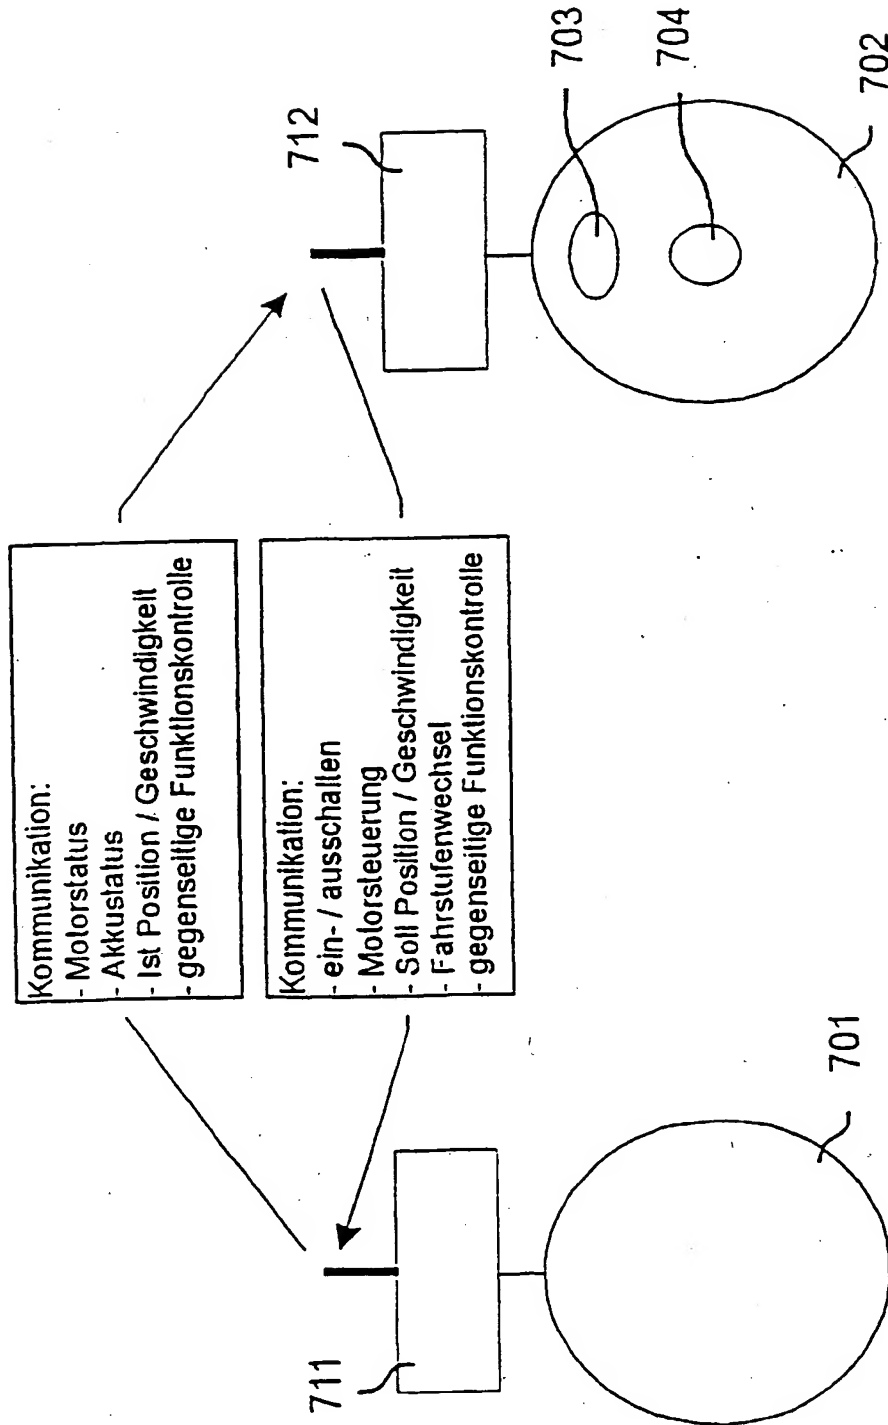 Kommunikation:
- Motorstatus
- Akkustatus
- Ist Position / Geschwindigkeit
- gegenseitige Funktionskontrolle
Kommunikation:
- ein- / ausschalten
- Motorsteuerung
- Soll Position / Geschwindigkeit
- Fahrstufenwechsel
- gegenseitige Funktionskontrolle
711
701
712
703
704
702